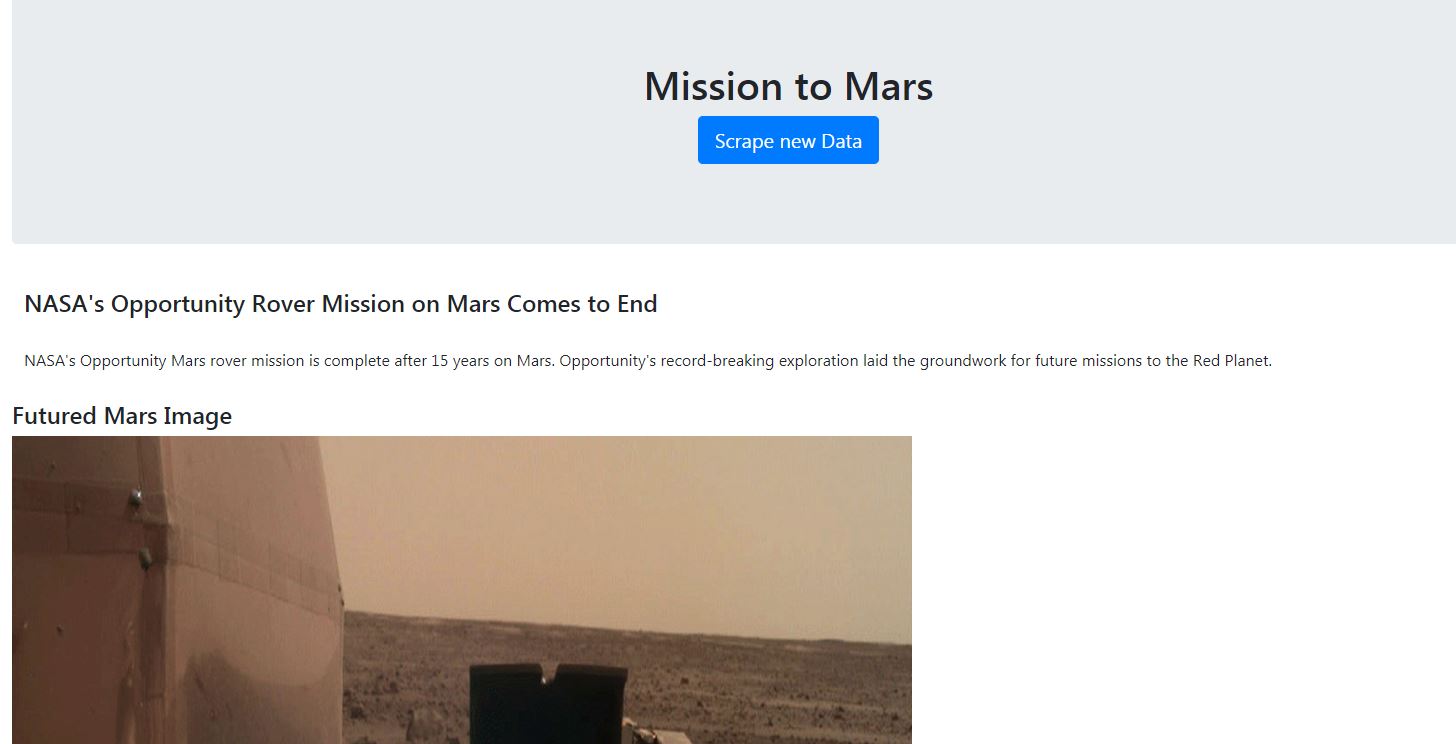 Mission to Mars
Scrape new Data
NASA's Opportunity Rover Mission on Mars Comes to End
NASA's Opportunity Mars rover mission is complete after 15 years on Mars. Opportunity's record-breaking exploration laid the groundwork for future missions to the Red Planet.
Futured Mars Image